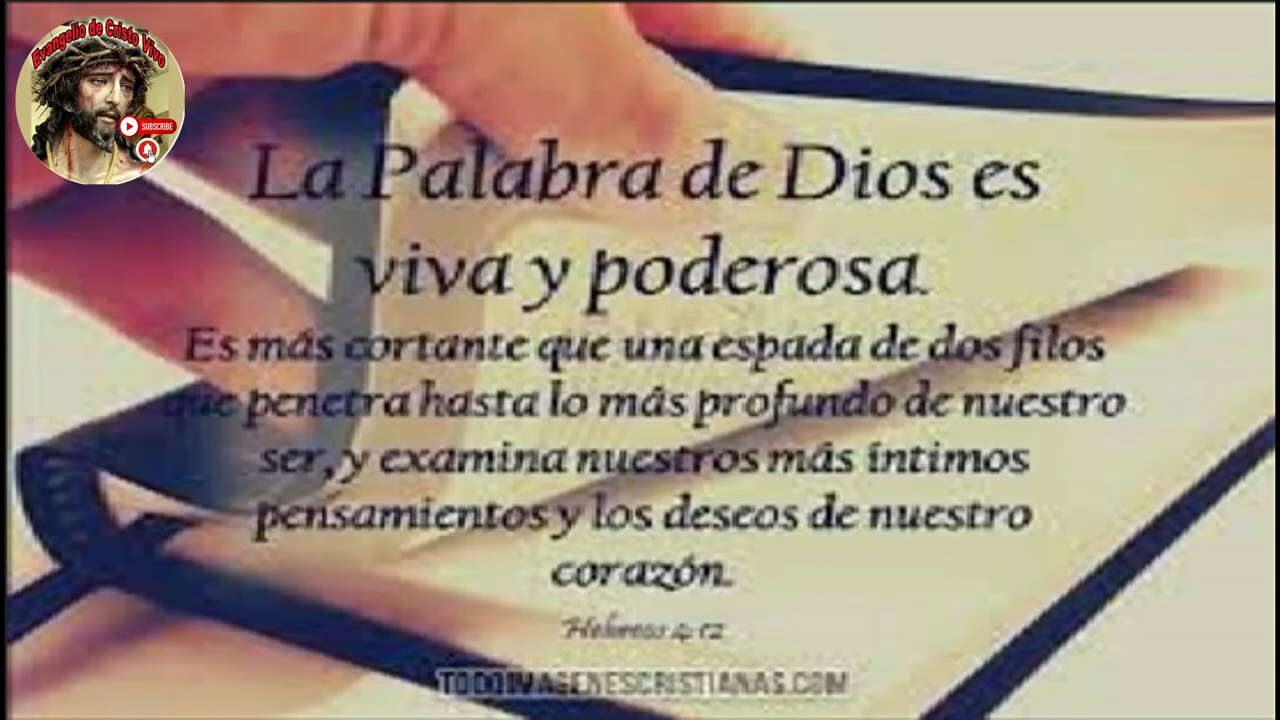 Evangelio de Cristo Vivo
SUBSCRIBE
La Palabra de Dios es
viva y poderosa.
Es más cortante que una espada de dos filos
que penetra hasta lo más profundo de nuestro
ser, y examina nuestros más íntimos
pensamientos y los deseos de nuestro
corazón.
Hebreos 4:12
TODOIMAGENESCRISTIANAS.COM